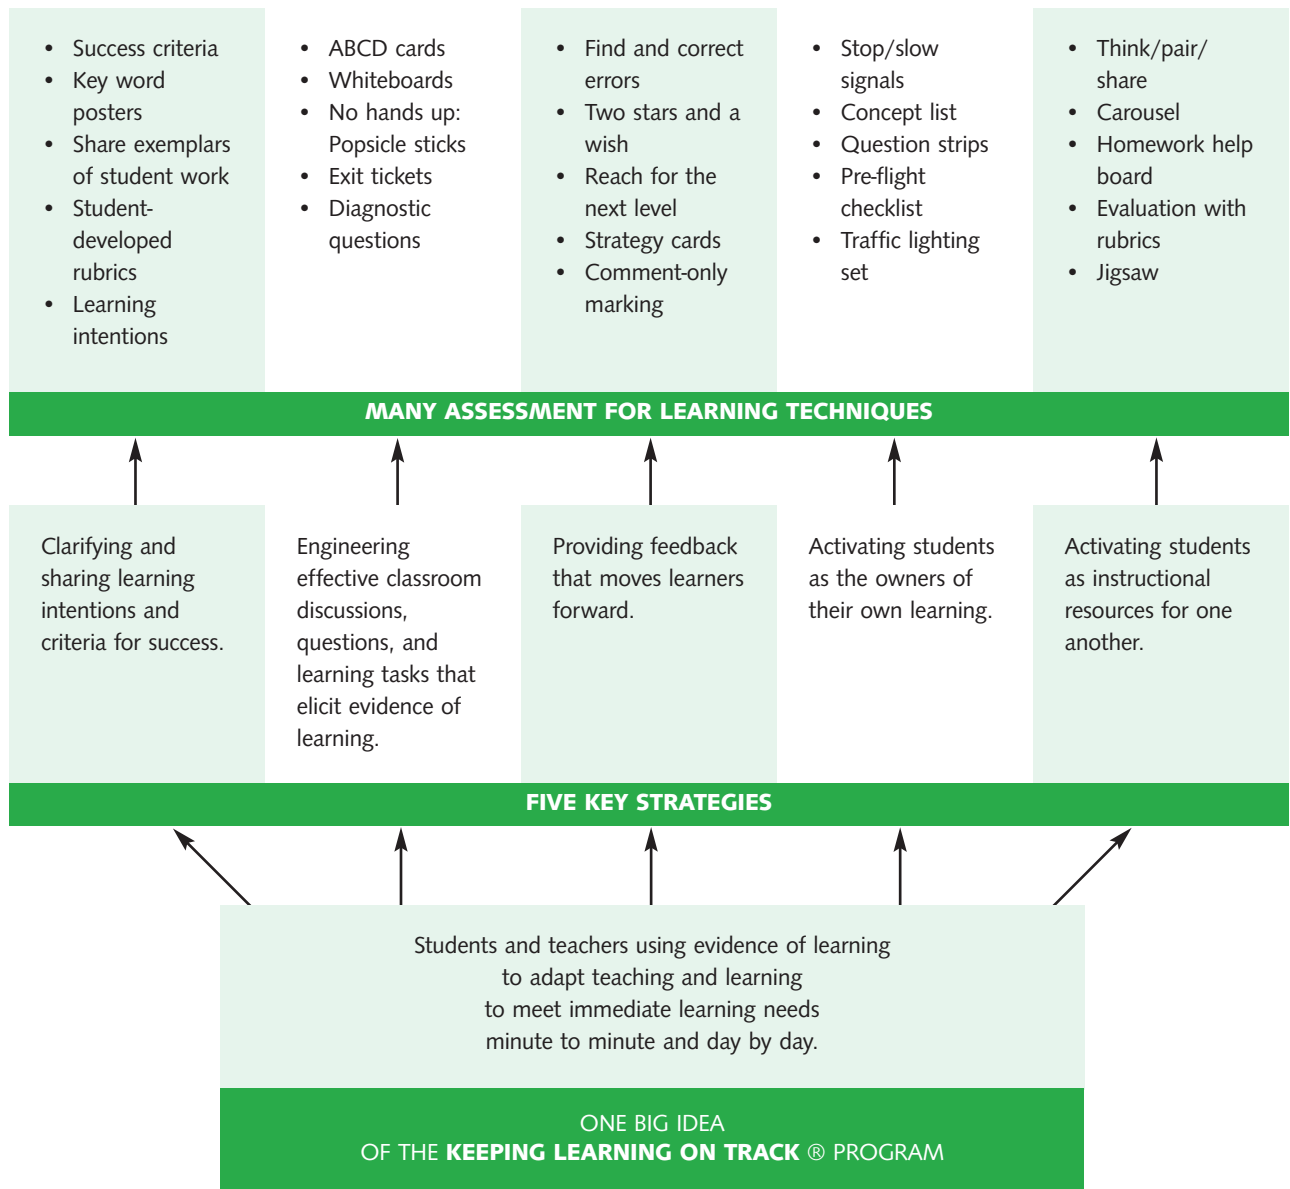 • Success criteria
• Key word
posters
• Share exemplars
of student work
• Student-
developed
rubrics
• Learning
intentions
• ABCD cards
• Whiteboards
• No hands up:
Popsicle sticks
• Exit tickets
• Diagnostic
questions
• Find and correct
errors
• Two stars and a
wish
• Reach for the
next level
• Strategy cards
• Comment-only
marking
• Stop/slow
signals
• Concept list
• Question strips
• Pre-flight
checklist
• Traffic lighting
set
• Think/pair/
share
• Carousel
• Homework help
board
• Evaluation with
rubrics
• Jigsaw
MANY ASSESSMENT FOR LEARNING TECHNIQUES
Clarifying and
sharing learning
intentions and
criteria for success.
Engineering
effective classroom
discussions,
questions, and
learning tasks that
elicit evidence of
learning.
Providing feedback
that moves learners
forward.
Activating students
as the owners of
their own learning.
Activating students
as instructional
resources for one
another.
FIVE KEY STRATEGIES
Students and teachers using evidence of learning
to adapt teaching and learning
to meet immediate learning needs
minute to minute and day by day.
ONE BIG IDEA
OF THE KEEPING LEARNING ON TRACK ® PROGRAM